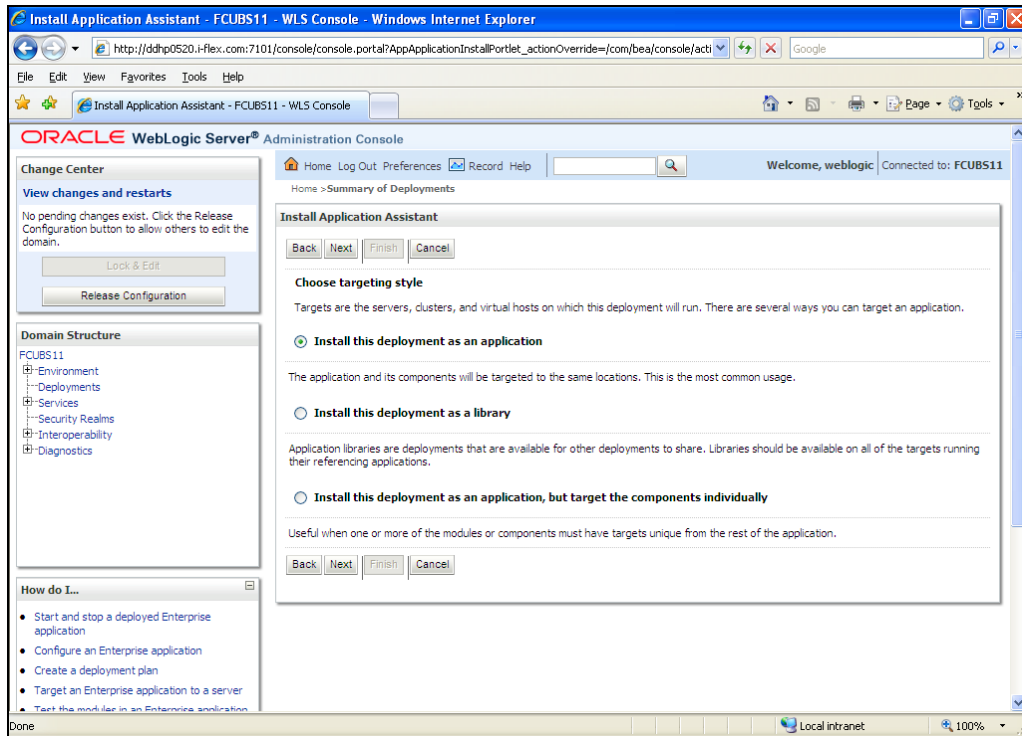 Install Application Assistant - FCUBS11 - WLS Console - Windows Internet Explorer
http://ddhp0520.i-flex.com:7101/console/console.portal?AppApplicationInstallPortlet_actionOverride=/com/bea/console/acti
Google
File Edit View Favorites Tools Help
Install Application Assistant - FCUBS11 - WLS Console
Page Tools
ORACLE WebLogic Server® Administration Console
Change Center
View changes and restarts
No pending changes exist. Click the Release
Configuration button to allow others to edit the
domain.
Lock & Edit
Release Configuration
Domain Structure
FCUBS11
Environment
Deployments
Services
Security Realms
Interoperability
Diagnostics
How do I...
Start and stop a deployed Enterprise
application
Configure an Enterprise application
Create a deployment plan
Target an Enterprise application to a server
Test the modules in an Enterprise application
Home Log Out Preferences Record Help
Welcome, weblogic Connected to: FCUBS11
Home >Summary of Deployments
Install Application Assistant
Back Next Finish Cancel
Choose targeting style
Targets are the servers, clusters, and virtual hosts on which this deployment will run. There are several ways you can target an application.
Install this deployment as an application
The application and its components will be targeted to the same locations. This is the most common usage.
Install this deployment as a library
Application libraries are deployments that are available for other deployments to share. Libraries should be available on all of the targets running
their referencing applications.
Install this deployment as an application, but target the components individually
Useful when one or more of the modules or components must have targets unique from the rest of the application.
Back Next Finish Cancel
Done
Local intranet
100%